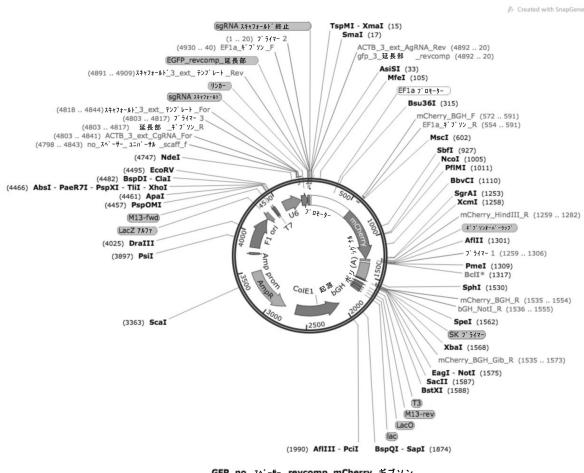 Created with SnapGene
sgRNA スキャフォールド 終止
(1 .. 20) プライマー 2
(4930 .. 40) EF1a_ギブソン_F
EGFP_revcomp_延長部
(4891 .. 4909)スキャフォールド_3_ext_テンプレート_Rev
リンカー
sgRNA スキャフォールド
(4818 .. 4844)スキャフォールド_3_ext_テンプレート_For
(4803 .. 4817) プライマー 3
(4803 .. 4817) 延長部 _ギブソン_R
(4803 .. 4841) ACTB_3_ext_CgRNA_For
(4798 .. 4843) no_スペーサー_ユニバーサル_scaff_f
(4747) NdeI
(4495) EcoRV
(4482) BspDI - ClaI
(4466) AbsI - PaeR7I - PspXI - TliI - XhoI
(4461) ApaI
(4457) PspOMI
M13-fwd
LacZ アルファ
(4025) DraIII
(3897) PsiI
(3363) ScaI
TspMI - XmaI (15)
SmaI (17)
ACTB_3_ext_AgRNA_Rev (4892 .. 20)
gfp_3_延長部 _revcomp (4892 .. 20)
AsiSI (33)
MfeI (105)
EF1a プロモーター
Bsu36I (315)
mCherry_BGH_F (572 .. 591)
EF1a_ギブソン_R (554 .. 591)
MscI (682)
SbfI (927)
NcoI (1005)
PflMI (1011)
BbvCI (1110)
SgrAI (1253)
XcmI (1258)
mCherry_HindIII_R (1259 .. 1282)
ギブソンオーバーラップ
AflII (1301)
プライマー 1 (1259 .. 1306)
PmeI (1309)
BclI* (1317)
SphI (1530)
mCherry_BGH_R (1535 .. 1554)
bGH_NotI_R (1536 .. 1555)
SpeI (1562)
SK プライマー
XbaI (1568)
mCherry_BGH_Gib_R (1535 .. 1573)
EagI - NotI (1575)
SacII (1587)
BstXI (1588)
T3
M13-rev
LacO
lac
BspQI - SapI (1874)
(1990) AflIII - PciI
500
1000
1500
2000
2500
3000
3500
4000
4500
U6 プロモーター
T7
F1 ori
Amp prom
AmpR
ColE1 起源
bGH ポリ (A)
mCherry
GFP_no_スペーサー_revcomp_mCherry_ギブソン